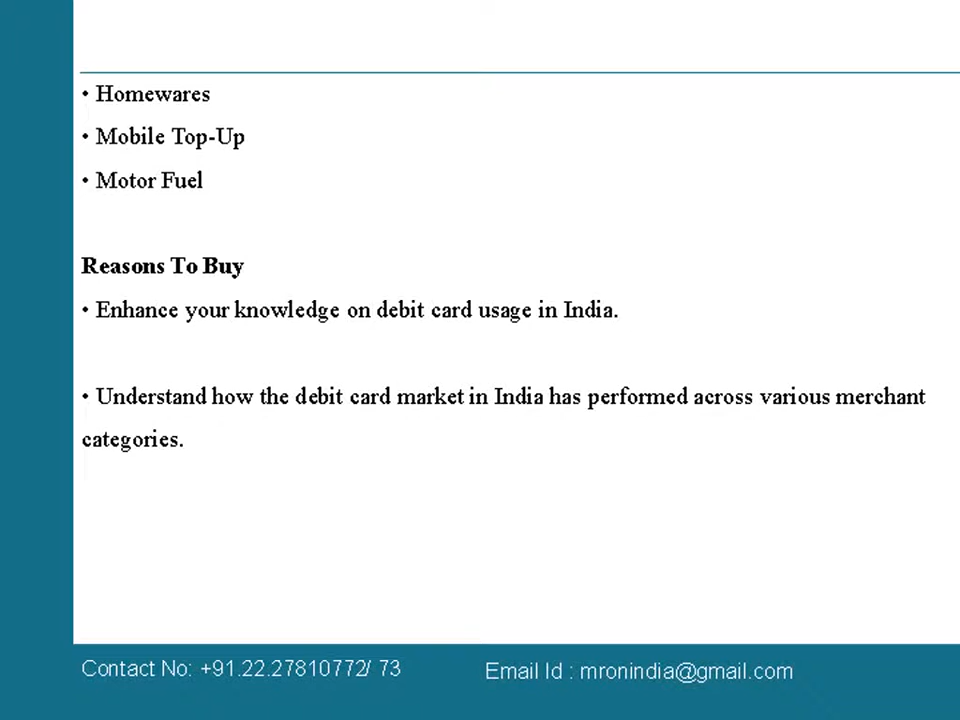 • Homewares
• Mobile Top-Up
• Motor Fuel
Reasons To Buy
• Enhance your knowledge on debit card usage in India.
• Understand how the debit card market in India has performed across various merchant
categories.
Contact No: +91.22.27810772/ 73
Email Id : mronindia@gmail.com